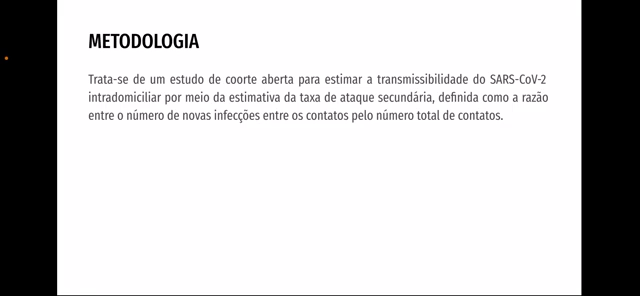 METODOLOGIA
Trata-se de um estudo de coorte aberta para estimar a transmissibilidade do SARS-CoV-2
intradomiciliar por meio da estimativa da taxa de ataque secundária, definida como a razão
entre o número de novas infecções entre os contatos pelo número total de contatos.